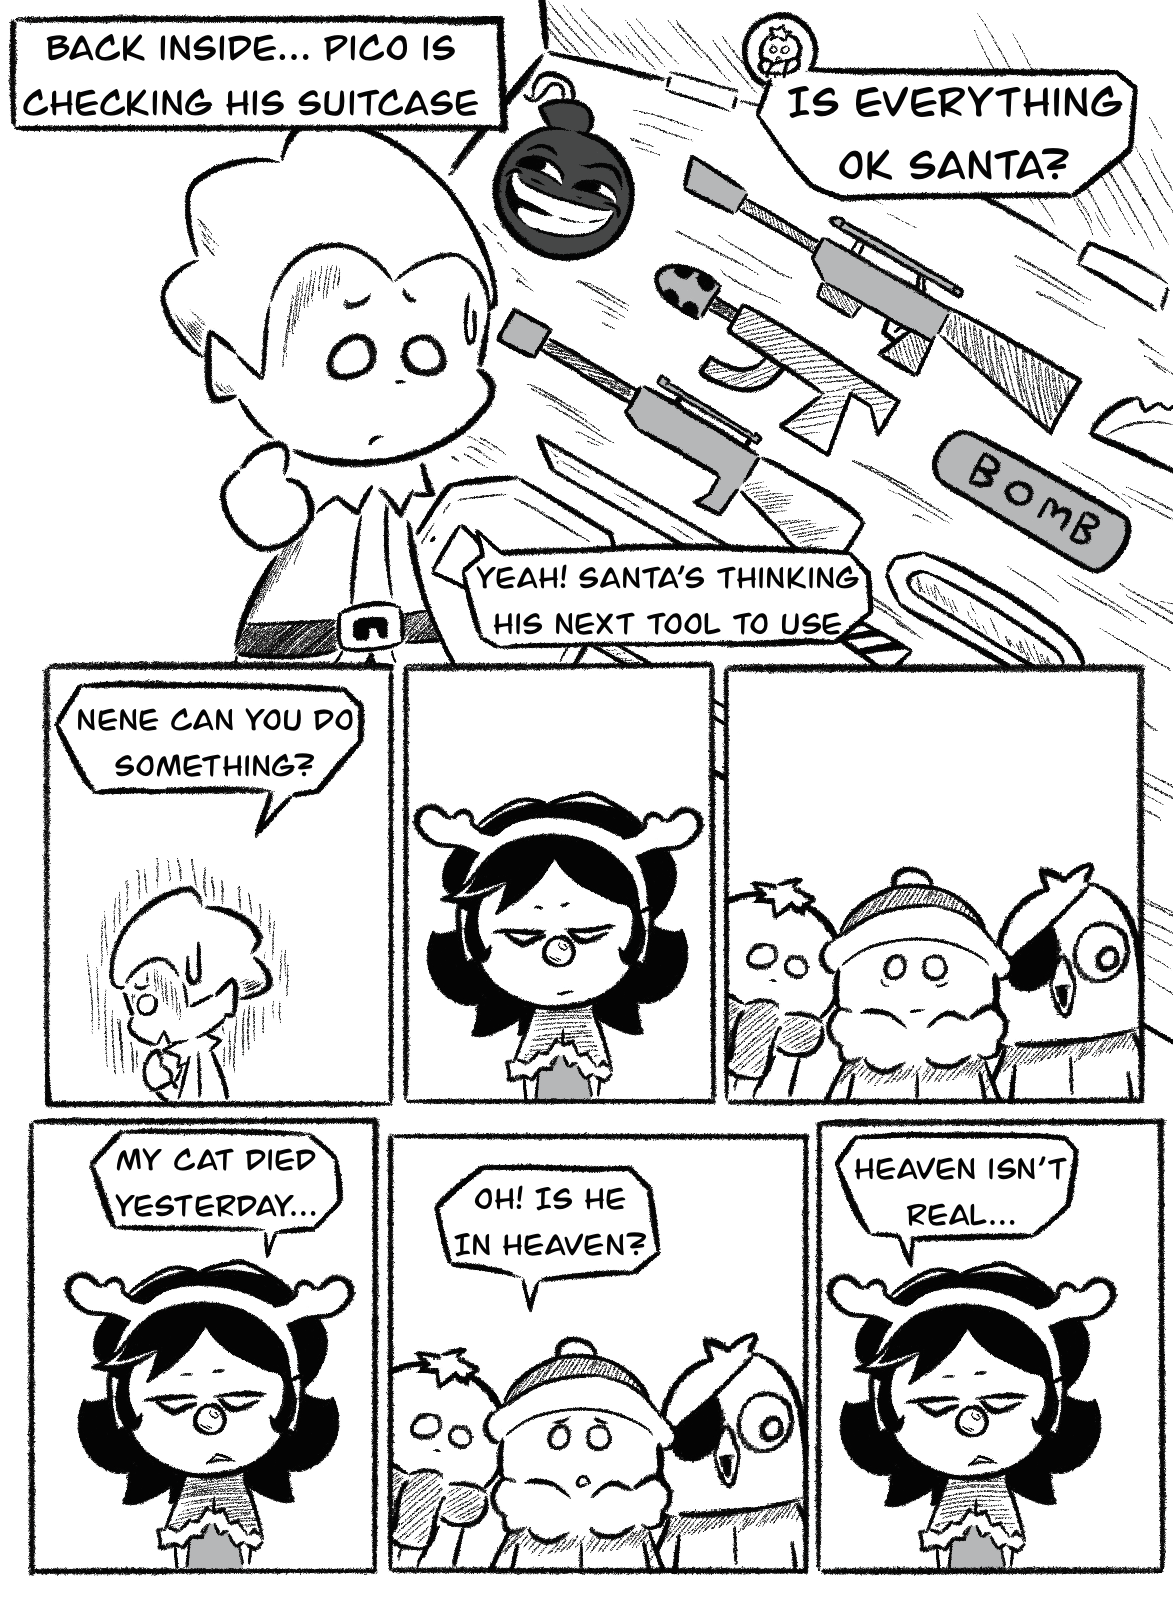 BACK INSIDE... PICO IS
CHECKING HIS SUITCASE
IS EVERYTHING
OK SANTA?
BOMB
YEAH! SANTA'S THINKING
HIS NEXT TOOL TO USE
NENE CAN YOU DO
SOMETHING?
MY CAT DIED
YESTERDAY...
OH! IS HE
IN HEAVEN?
HEAVEN ISN'T
REAL...